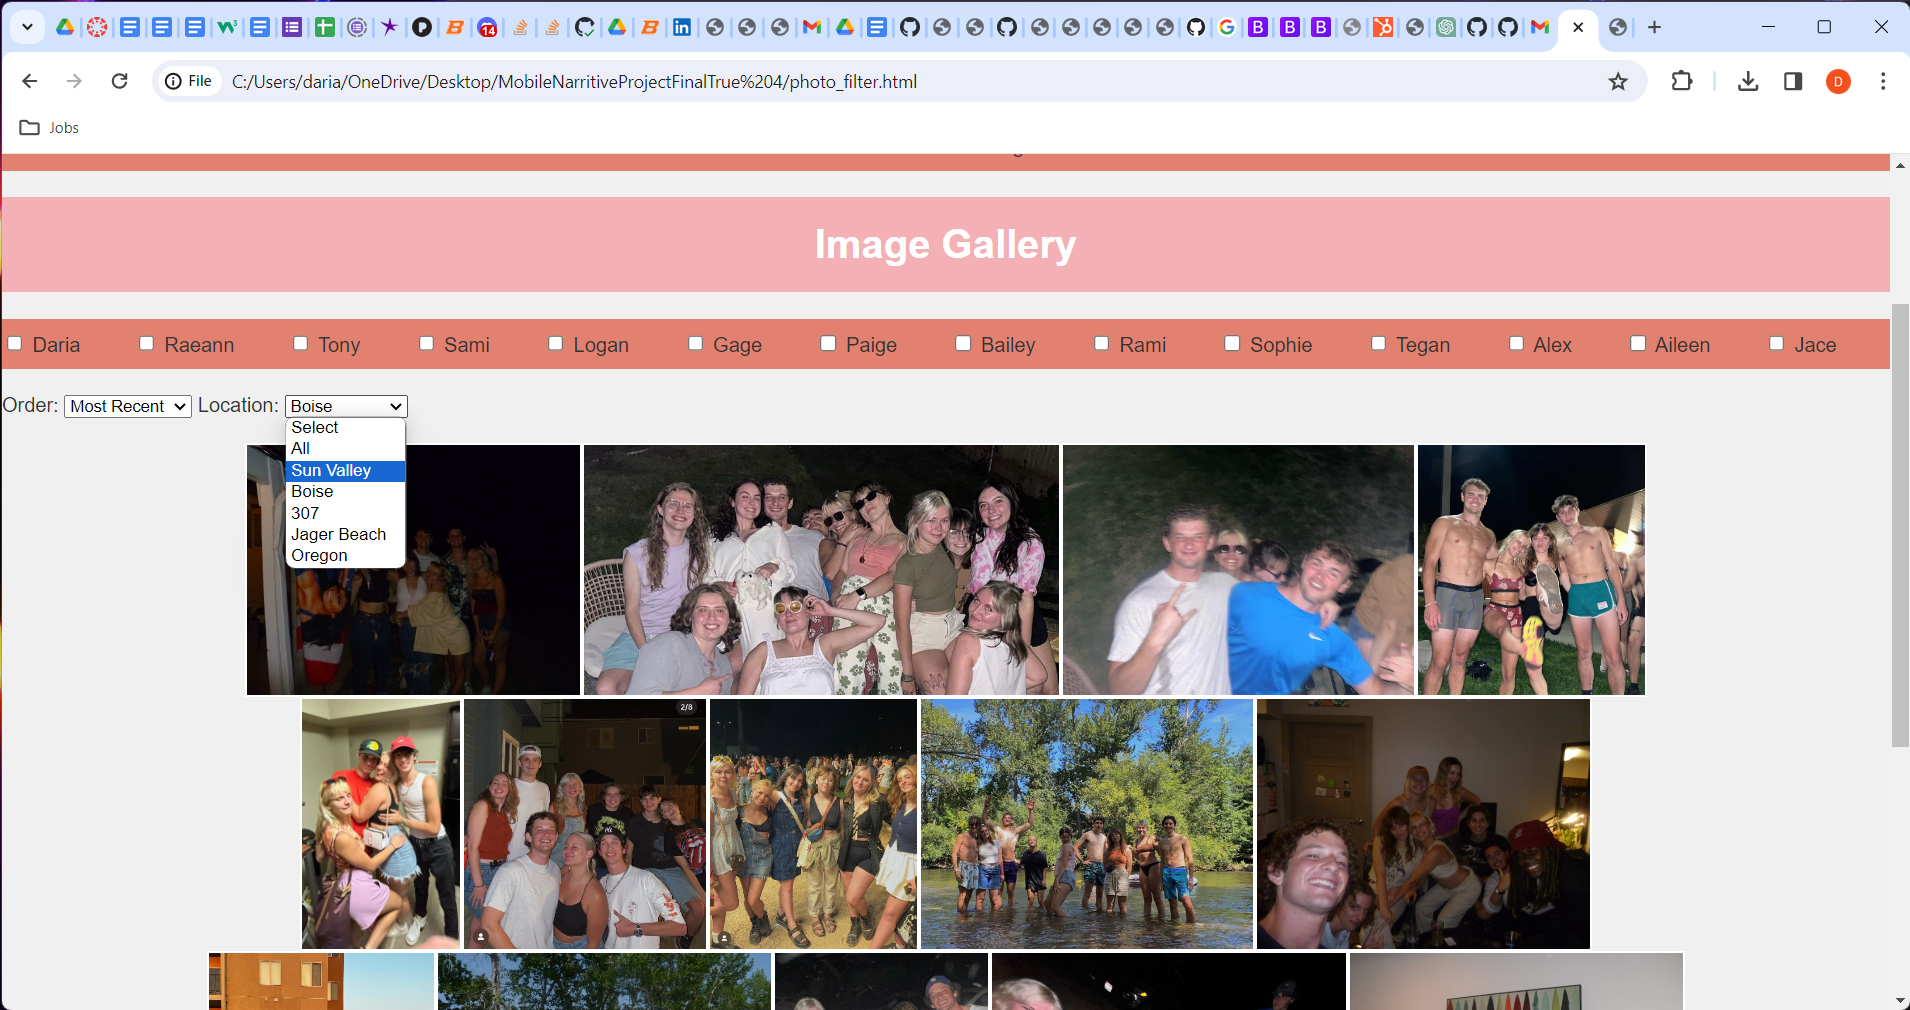 14
File
C:/Users/daria/OneDrive/Desktop/MobileNarritiveProjectFinalTrue%204/photo_filter.html
D
Jobs
Image Gallery
Daria Raeann Tony Sami Logan Gage Paige Bailey Rami Sophie Tegan Alex Aileen Jace
Order: Most Recent Location: Boise
Select
All
Sun Valley
Boise
307
Jager Beach
Oregon
2/8